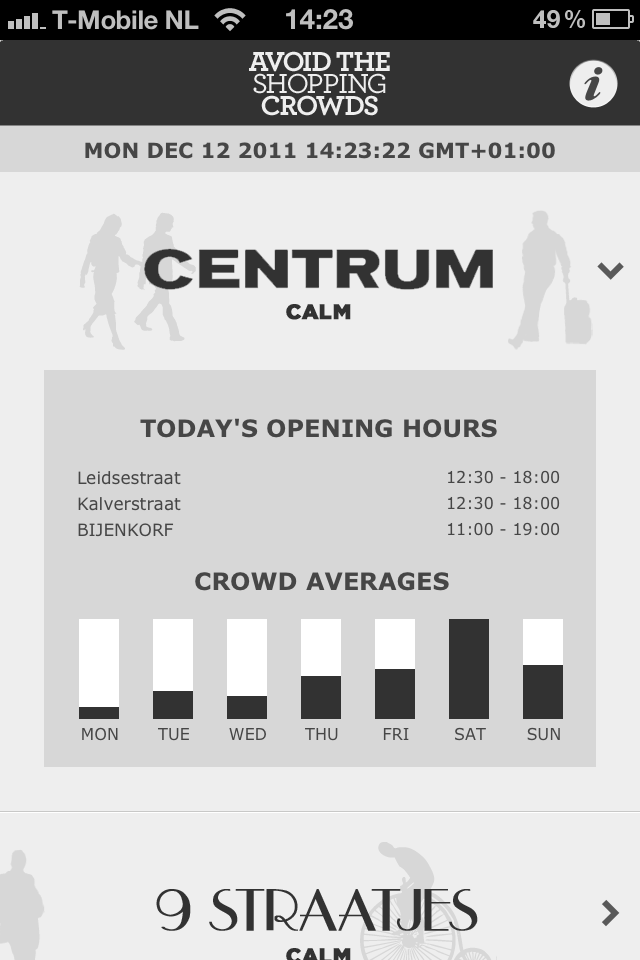 T-Mobile NL 14:23 49%
AVOID THE
SHOPPING
CROWDS
i
MON DEC 12 2011 14:23:22 GMT+01:00
CENTRUM
CALM
TODAY'S OPENING HOURS
Leidsestraat 12:30 - 18:00
Kalverstraat 12:30 - 18:00
BIJENKORF 11:00 - 19:00
CROWD AVERAGES
MON TUE WED THU FRI SAT SUN
9 STRAATJES
CALM